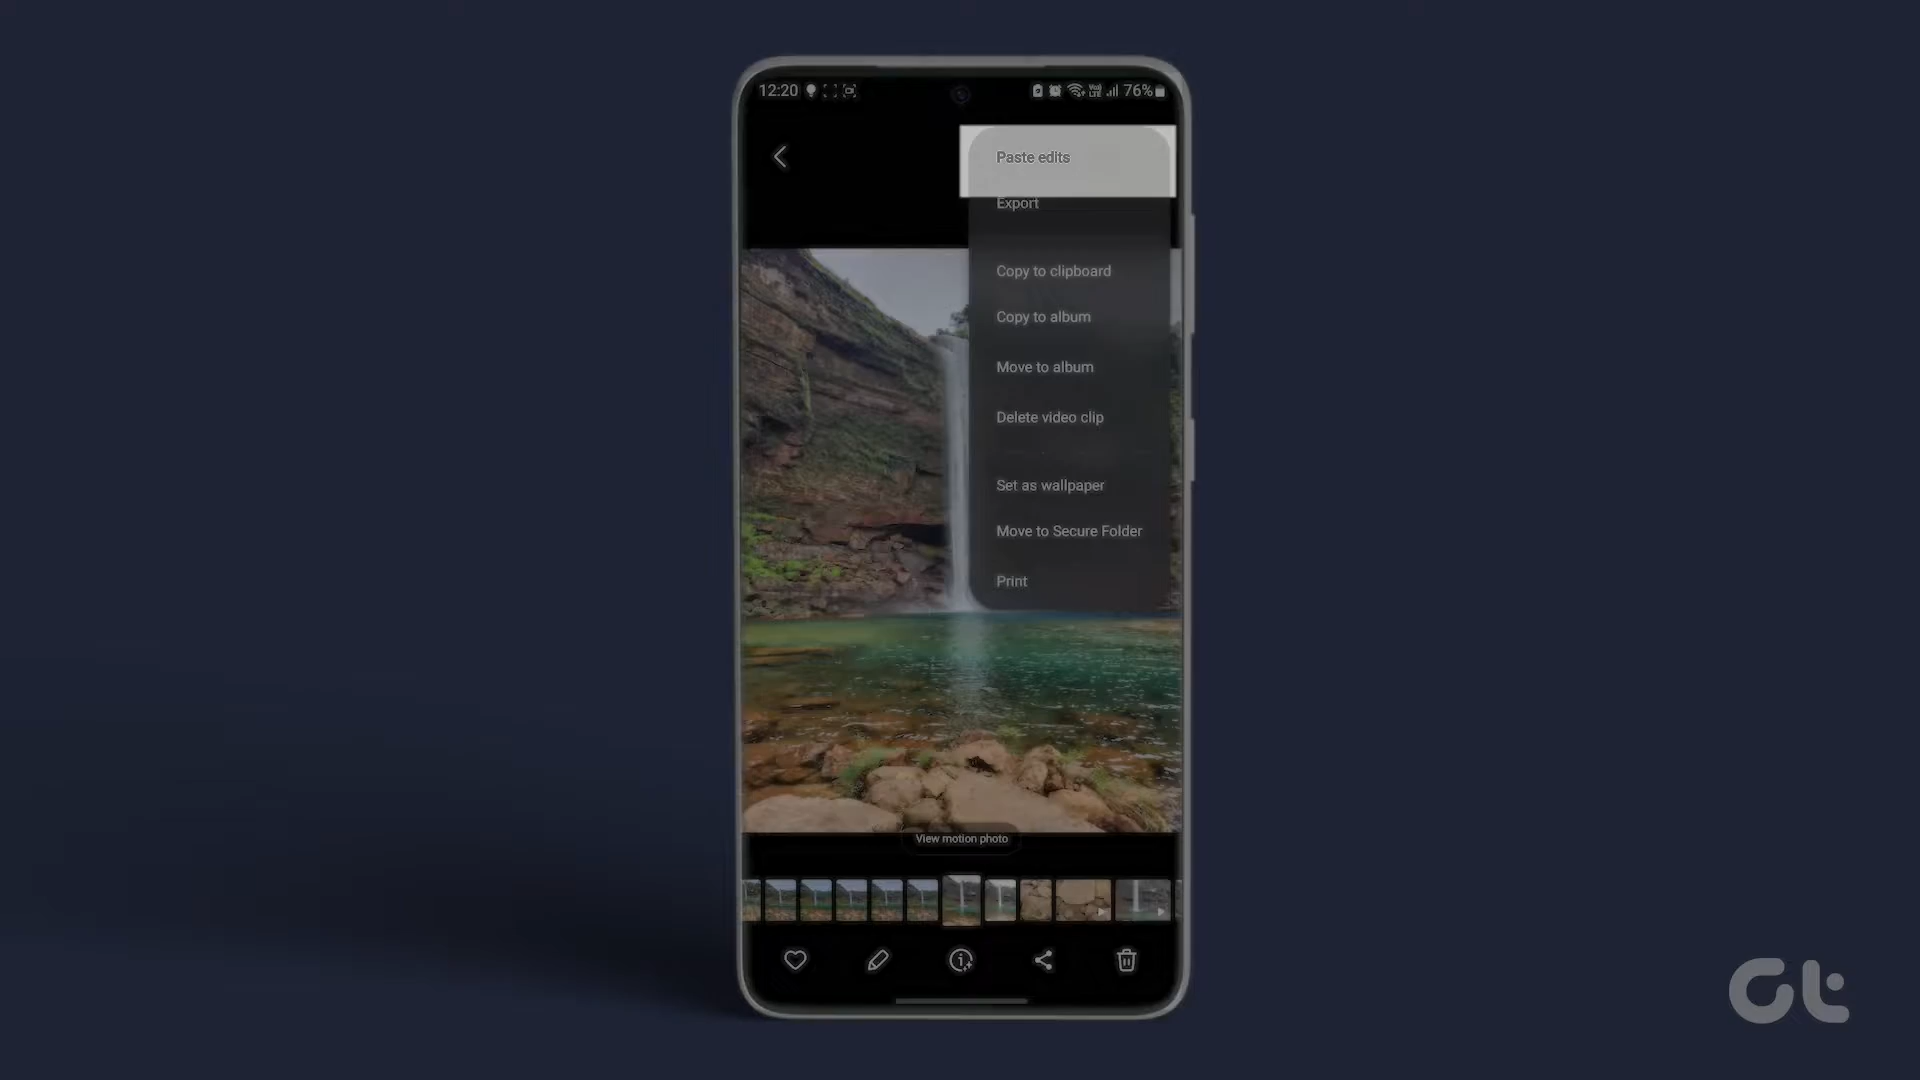 12:20
76%
Paste edits
Export
Copy to clipboard
Copy to album
Move to album
Delete video clip
Set as wallpaper
Move to Secure Folder
Print
View motion photo
Gt